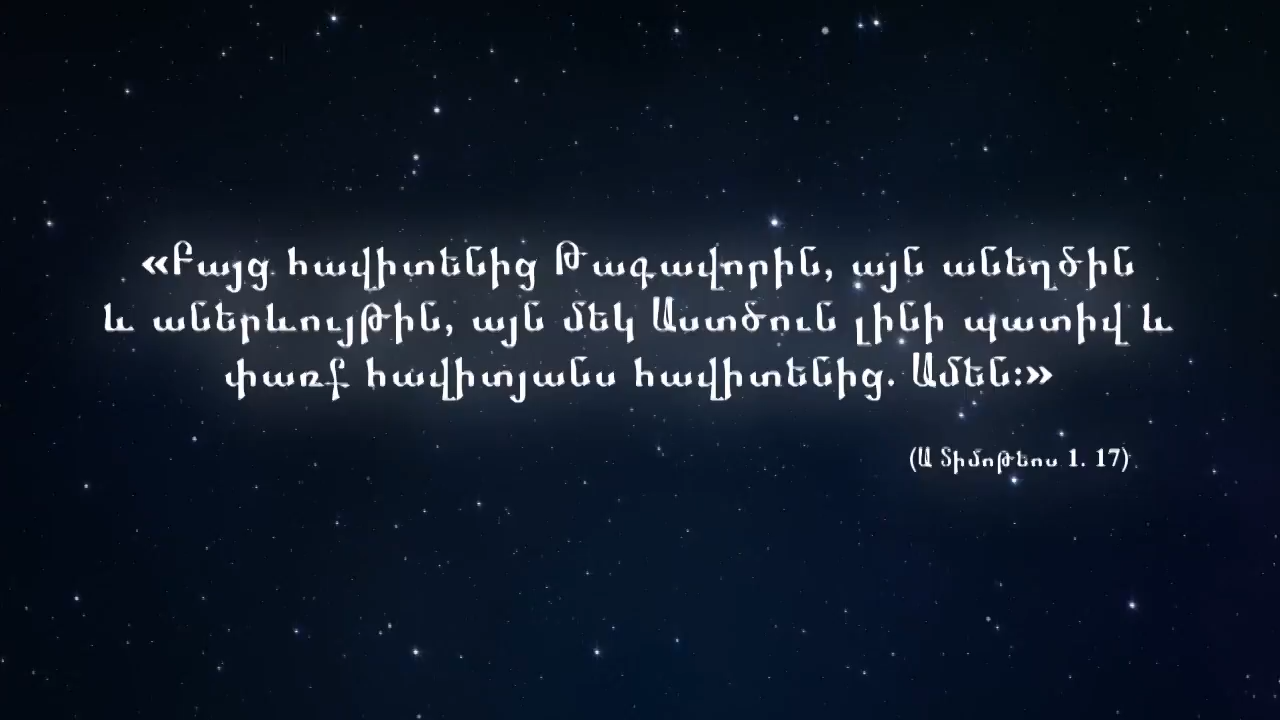 «Բայց հավիտենից Թագավորին, այն անեղծին
և աներևույթին, այն մեկ Աստծուն լինի պատիվ և
փառք հավիտյանս հավիտենից. Ամեն:»
(Ա Տիմոթեոս 1. 17)